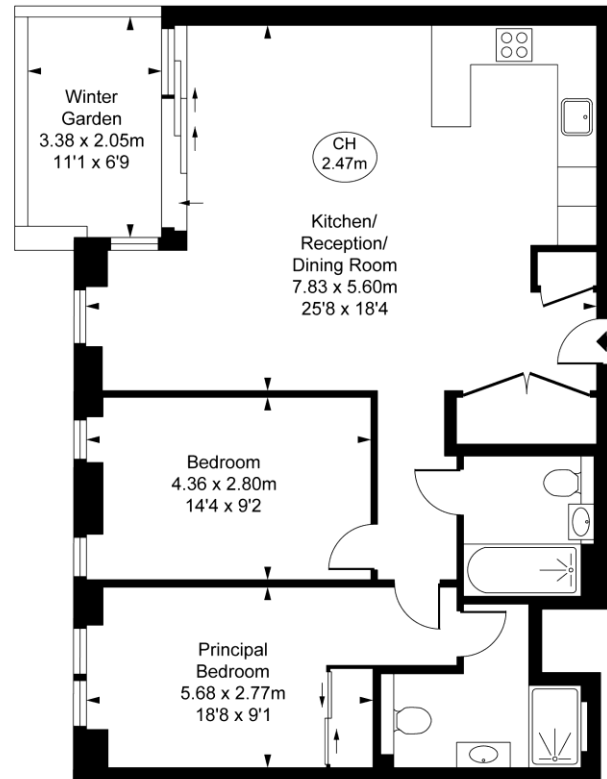 Winter
Garden
3.38 x 2.05m
11'1 x 6'9
CH
2.47m
Kitchen/
Reception/
Dining Room
7.83 x 5.60m
25'8 x 18'4
Bedroom
4.36 x 2.80m
14'4 x 9'2
Principal
Bedroom
5.68 x 2.77m
18'8 x 9'1